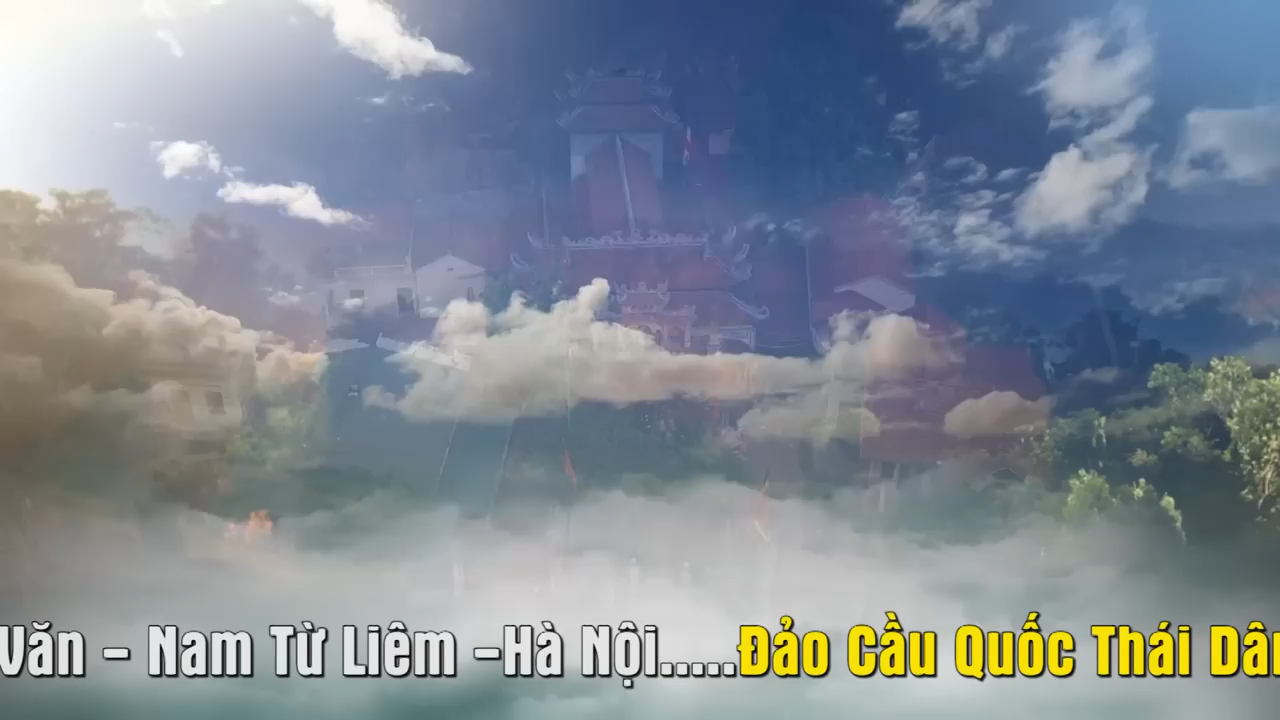 Văn - Nam Từ Liêm -Hà Nội.....Đảo Cầu Quốc Thái Dân